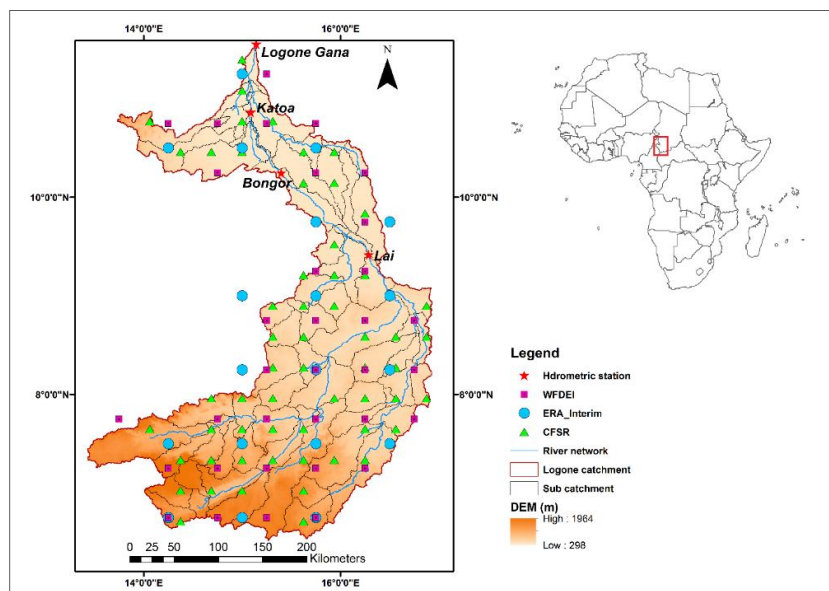 14°0'0"E 16°0'0"E
Logone Gana
N
Katoa
Bongor
10°0'0"N 10°0'0"N
Lai
8°0'0"N 8°0'0"N
0 25 50 100 150 200
Kilometers
14°0'0"E 16°0'0"E
Legend
Hdrometric station
WFDEI
ERA_Interim
CFSR
River network
Logone catchment
Sub catchment
DEM (m)
High : 1964
Low : 298